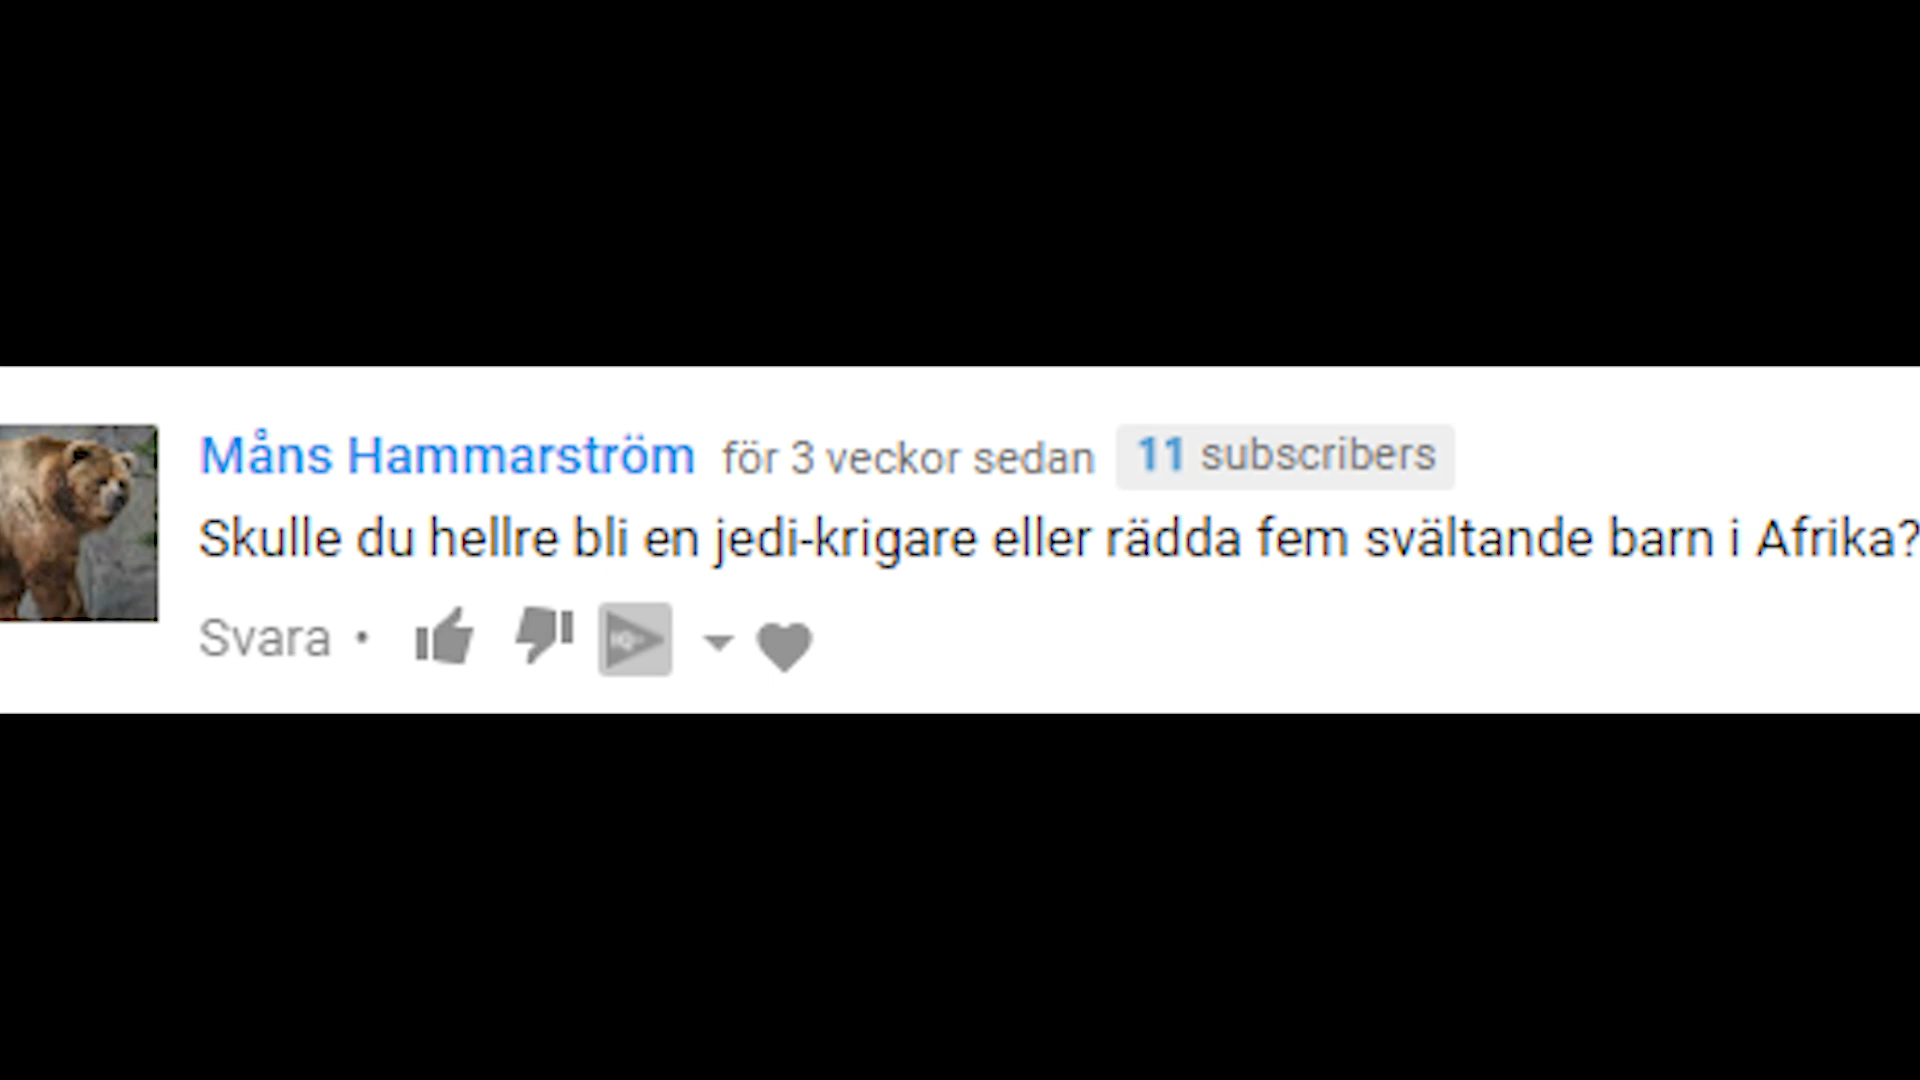 Måns Hammarström för 3 veckor sedan 11 subscribers
Skulle du hellre bli en jedi-krigare eller rädda fem svältande barn i Afrika?
Svara •